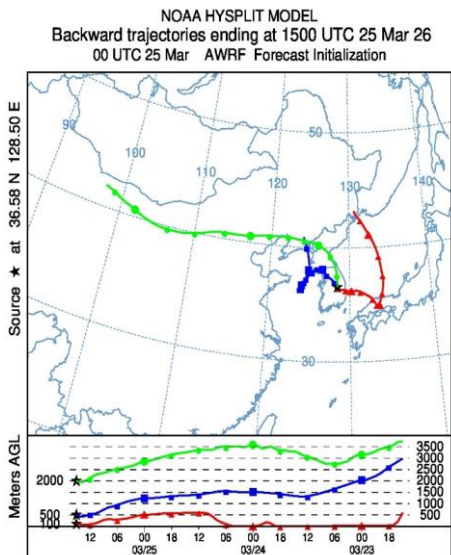 NOAA HYSPLIT MODEL
Backward trajectories ending at 1500 UTC 25 Mar 26
00 UTC 25 Mar AWRF Forecast Initialization
Source ★ at 36.58 N 128.50 E
90
100
110
120
130
140
50
40
30
Meters AGL
2000
500
100
3500
3000
2500
2000
1500
1000
500
12 06 00 18 12 06 00 18 12 06 00 18
03/25 03/24 03/23